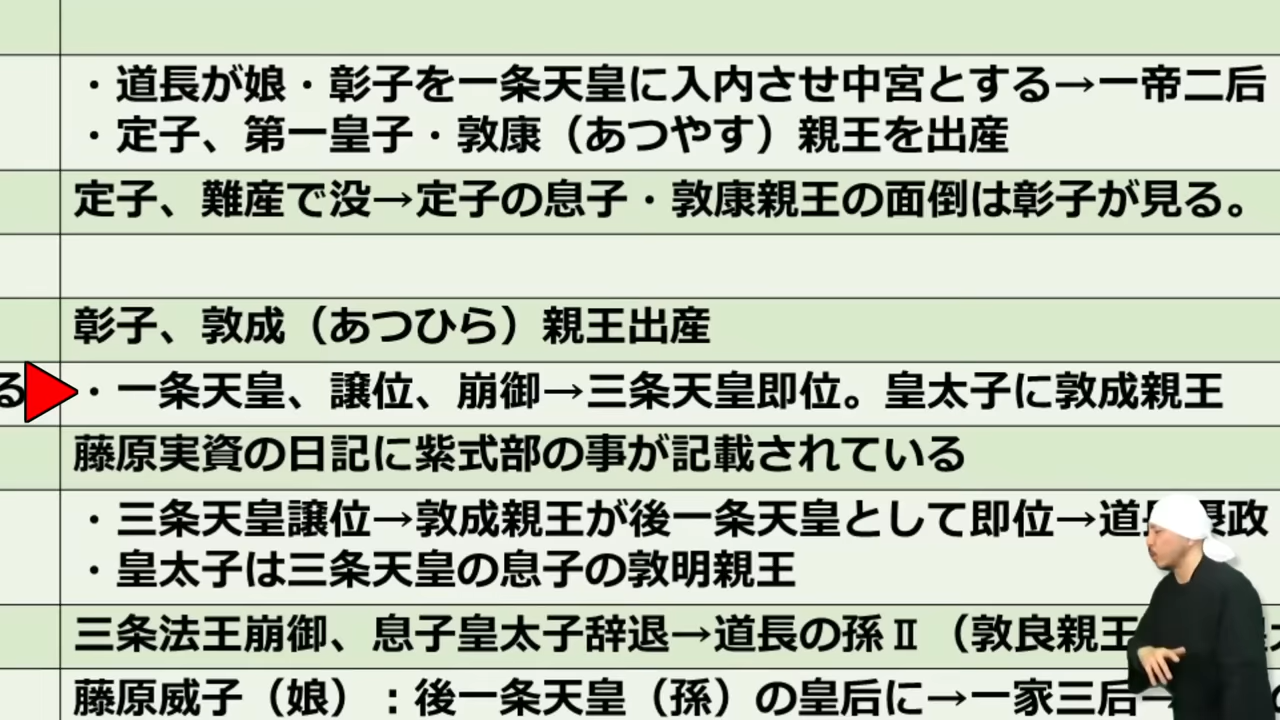 ・道長が娘・彰子を一条天皇に入内させ中宮とする→一帝二后
・定子、第一皇子・敦康（あつやす）親王を出産
定子、難産で没→定子の息子・敦康親王の面倒は彰子が見る。
彰子、敦成（あつひら）親王出産
る
・一条天皇、譲位、崩御→三条天皇即位。皇太子に敦成親王
藤原実資の日記に紫式部の事が記載されている
・三条天皇譲位→敦成親王が後一条天皇として即位→道長摂政
・皇太子は三条天皇の息子の敦明親王
三条法王崩御、息子皇太子辞退→道長の孫Ⅱ（敦良親王
藤原威子（娘）：後一条天皇（孫）の皇后に→一家三后→